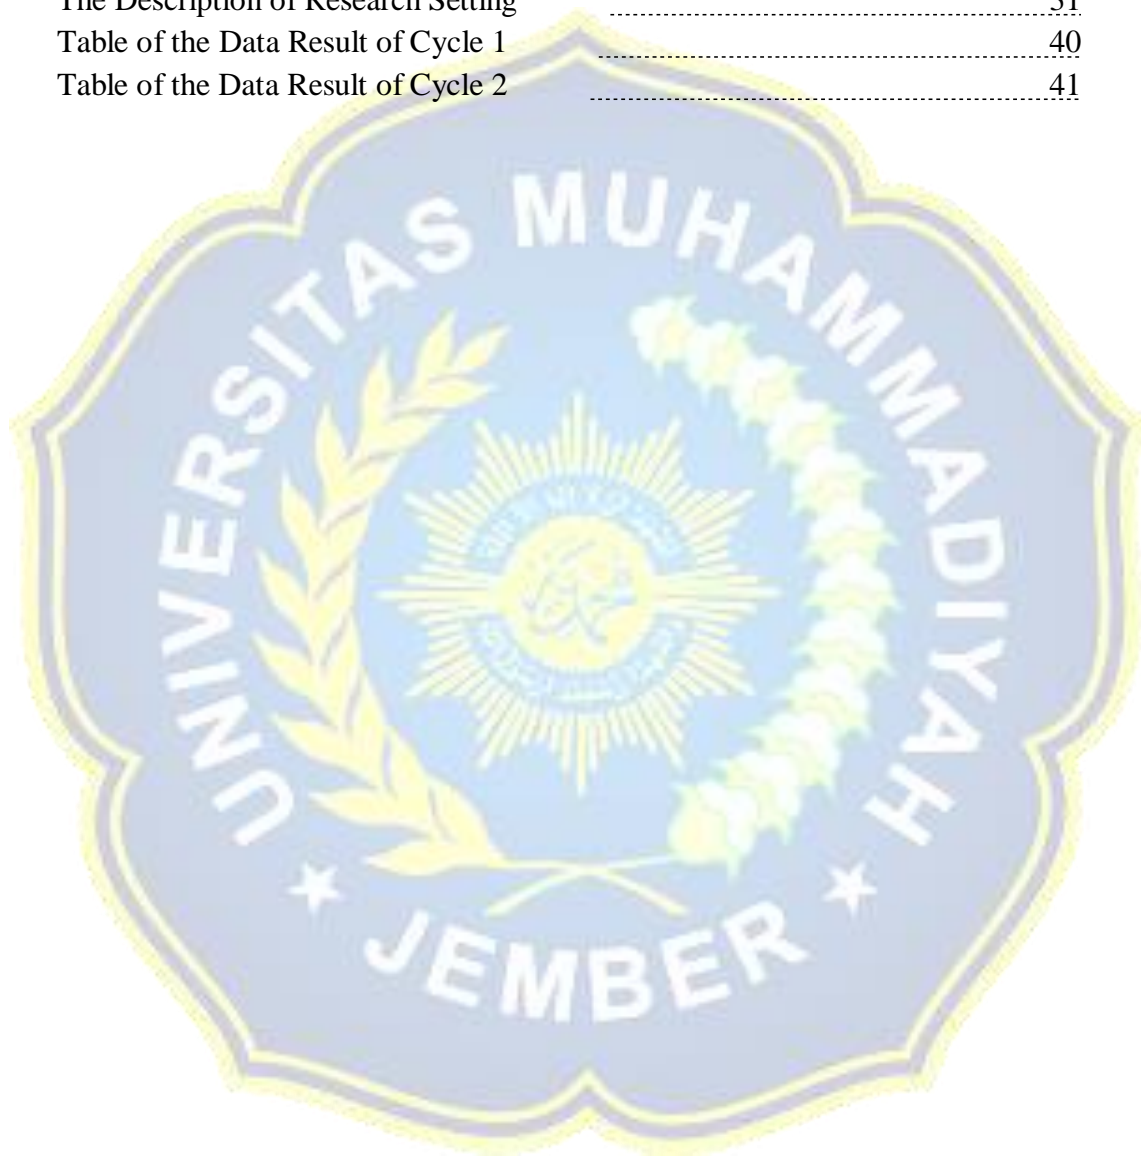 The Description of Research Setting 31
Table of the Data Result of Cycle 1 40
Table of the Data Result of Cycle 2 41
UNIVERSITAS MUHAMMADIYAH
★ JEMBER ★